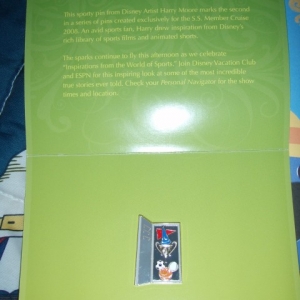 This sporty pin from Disney Artist Harry Moore marks the second
in a series of pins created exclusively for the S.S. Member Cruise
2008. An avid sports fan, Harry drew inspiration from Disney's
rich library of sports films and animated shorts.
The sparks continue to fly this afternoon as we celebrate
"Inspirations from the World of Sports." Join Disney Vacation Club
and ESPN for this inspiring look at some of the most incredible
true stories ever told. Check your Personal Navigator for the show
times and location.